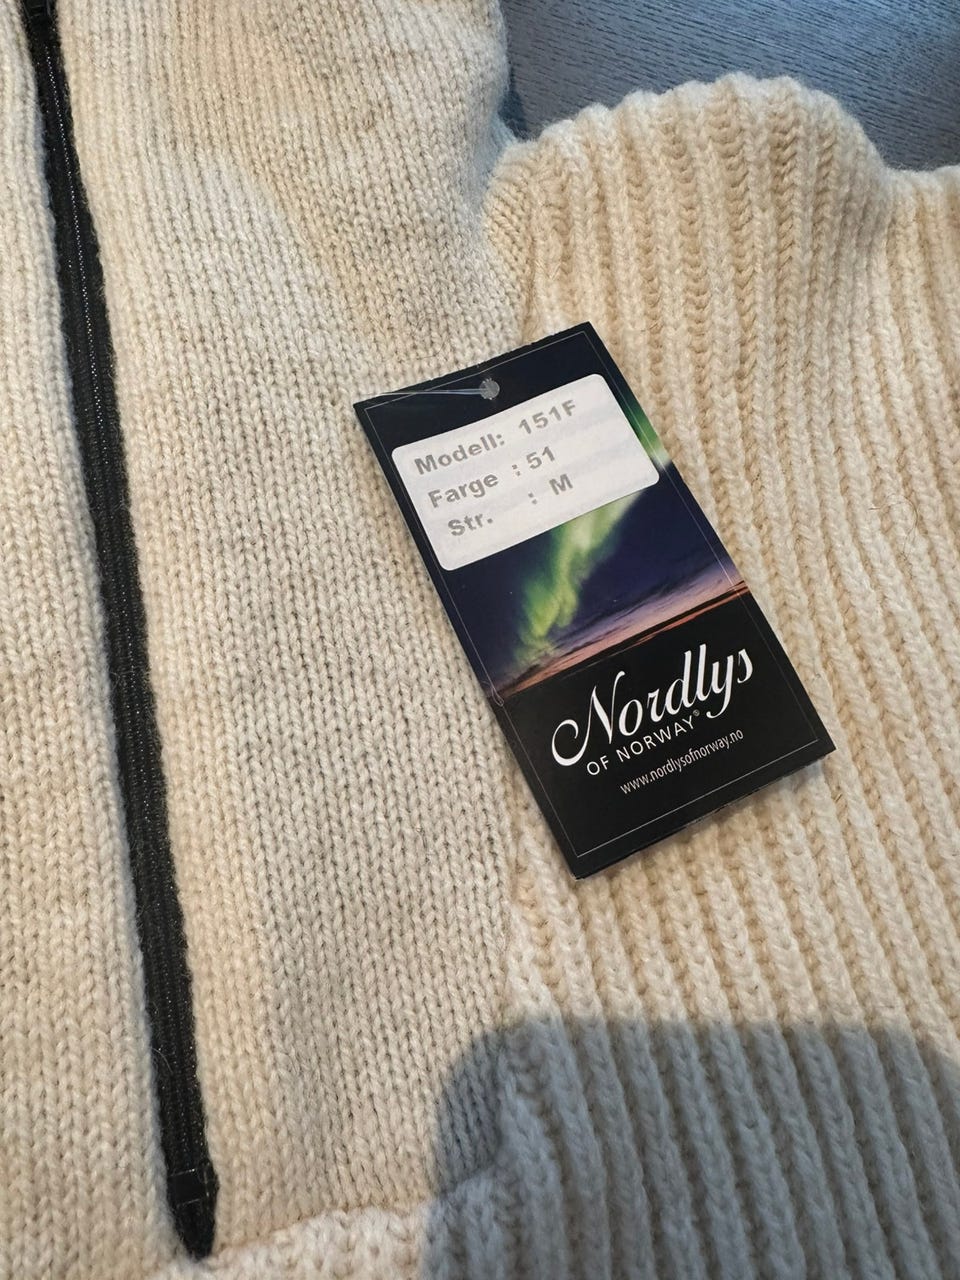 Modell: 151F
Farge : 51
Str. : M
Nordlys
OF NORWAY®
www.nordlysofnorway.no